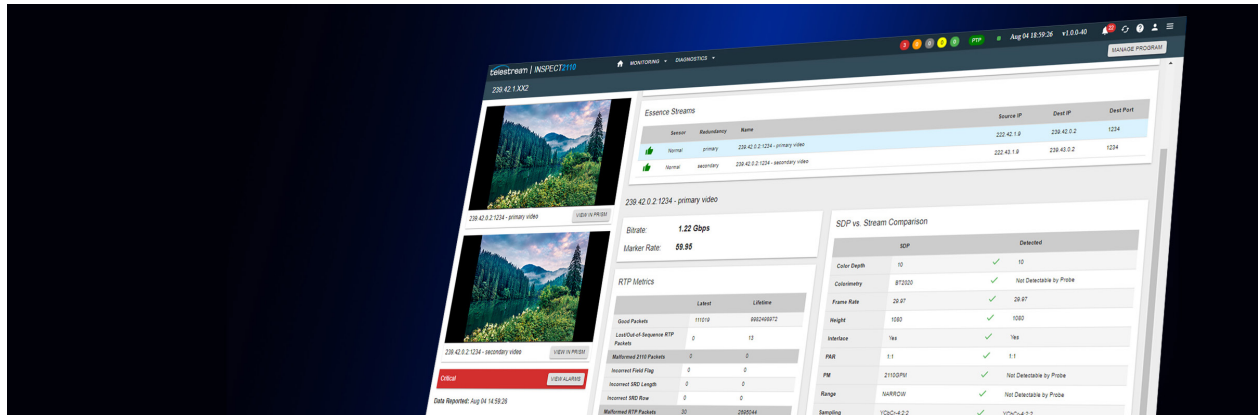 telestream | INSPECT2110
MONITORING
DIAGNOSTICS
PTP
Aug 04 18:59:26
v1.0.0-40
22
239.42.1.XX2
MANAGE PROGRAM
239.42.0.2:1234 - primary video
VIEW IN PRISM
239.42.0.2:1234 - secondary video
VIEW IN PRISM
Critical
VIEW ALARMS
Data Reported: Aug 04 14:59:26
Essence Streams
Sensor Redundancy Name Source IP Dest IP Dest Port
Normal primary 239.42.0.2:1234 - primary video 222.42.1.9 239.42.0.2 1234
Normal secondary 239.42.0.2:1234 - secondary video 222.43.1.9 239.43.0.2 1234
239.42.0.2:1234 - primary video
Bitrate: 1.22 Gbps
Marker Rate: 59.95
RTP Metrics
Latest Lifetime
Good Packets 111019
Lost/Out-of-Sequence RTP
Packets 0 13
Malformed 2110 Packets 0 0
Incorrect Field Flag 0 0
Incorrect SRD Length 0 0
Incorrect SRD Row 0 0
Malformed RTP Packets 30 2895044
SDP vs. Stream Comparison
SDP Detected
Color Depth 10 10
Colorimetry BT2020 Not Detectable by Probe
Frame Rate 29.97 29.97
Height 1080 1080
Interlace Yes Yes
PAR 1:1 1:1
PM 2110GPM Not Detectable by Probe
Range NARROW Not Detectable by Probe
Sampling YCbCr-4:2:2 YCbCr-4:2:2